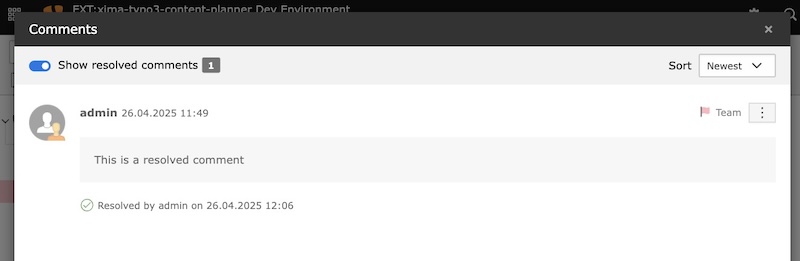 EXT:xima-typo3-content-planner Dev Environment
Comments
Show resolved comments 1
Sort Newest
admin 26.04.2025 11:49
Team
This is a resolved comment
Resolved by admin on 26.04.2025 12:06